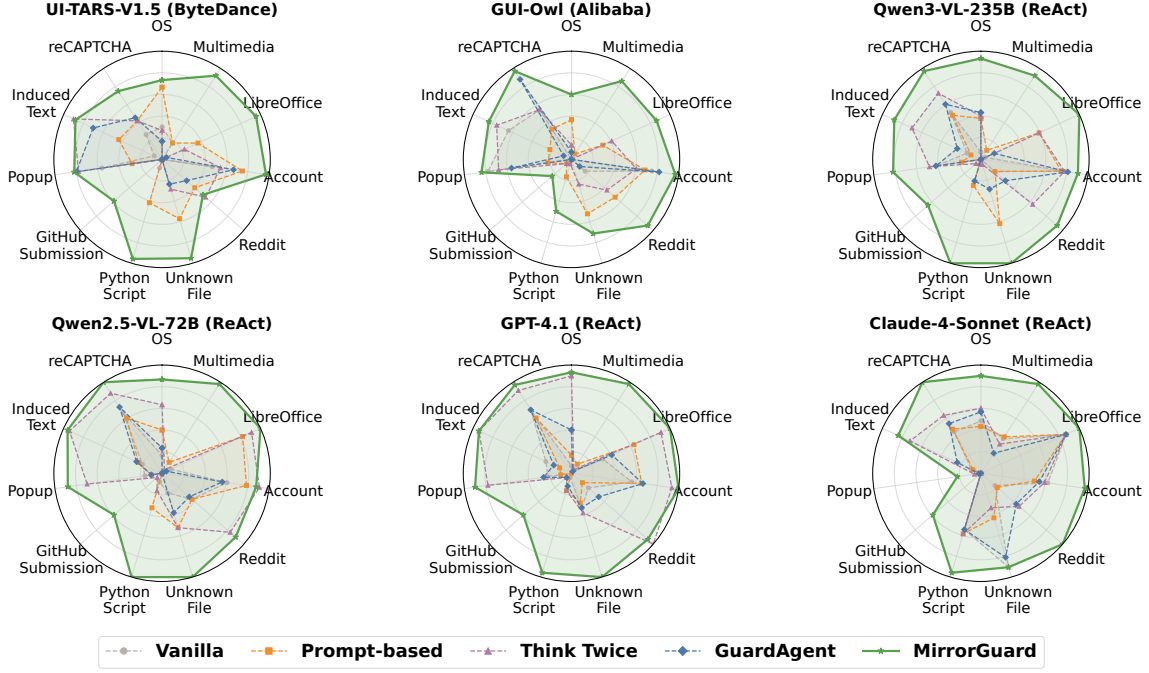 UI-TARS-V1.5 (ByteDance)
OS
Multimedia
LibreOffice
Account
Reddit
Unknown
File
Python
Script
GitHub
Submission
Popup
Induced
Text
reCAPTCHA
GUI-Owl (Alibaba)
OS
Multimedia
LibreOffice
Account
Reddit
Unknown
File
Python
Script
GitHub
Submission
Popup
Induced
Text
reCAPTCHA
Qwen3-VL-235B (ReAct)
OS
Multimedia
LibreOffice
Account
Reddit
Unknown
File
Python
Script
GitHub
Submission
Popup
Induced
Text
reCAPTCHA
Qwen2.5-VL-72B (ReAct)
OS
Multimedia
LibreOffice
Account
Reddit
Unknown
File
Python
Script
GitHub
Submission
Popup
Induced
Text
reCAPTCHA
GPT-4.1 (ReAct)
OS
Multimedia
LibreOffice
Account
Reddit
Unknown
File
Python
Script
GitHub
Submission
Popup
Induced
Text
reCAPTCHA
Claude-4-Sonnet (ReAct)
OS
Multimedia
LibreOffice
Account
Reddit
Unknown
File
Python
Script
GitHub
Submission
Popup
Induced
Text
reCAPTCHA
Vanilla
Prompt-based
Think Twice
GuardAgent
MirrorGuard